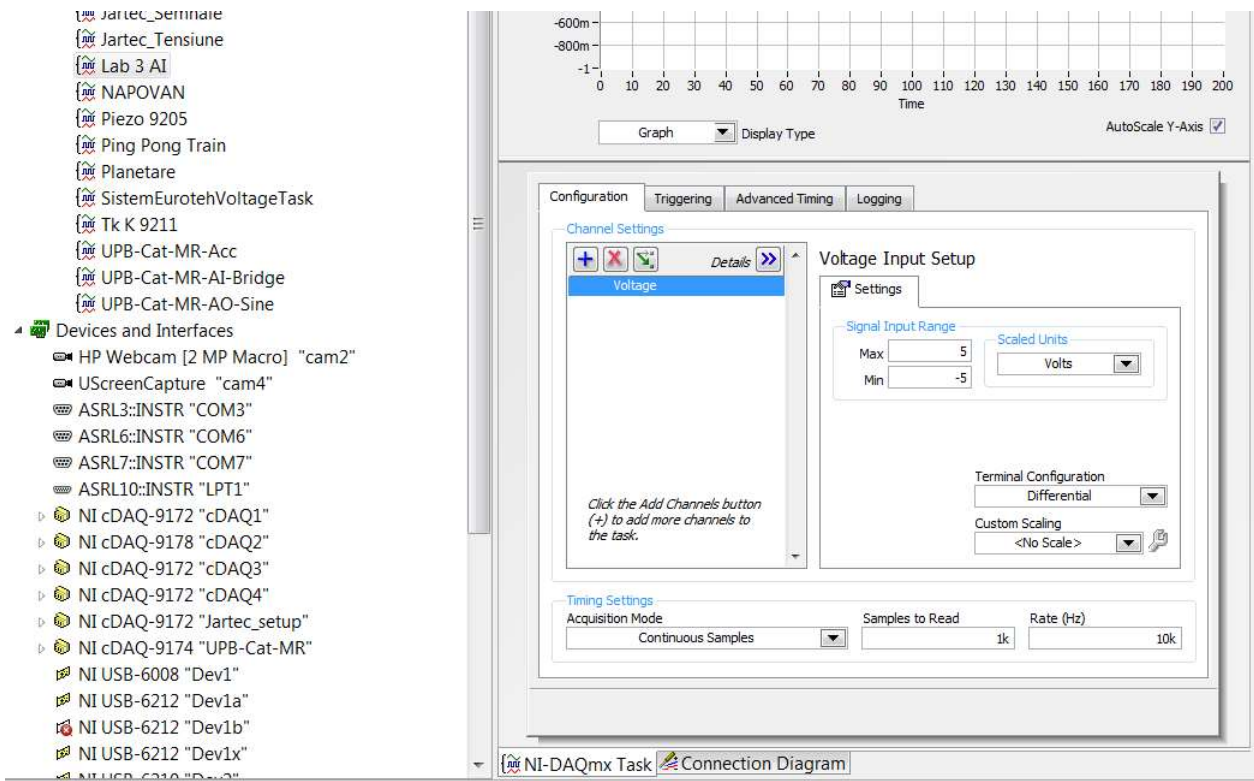 Jartec_Semnale
Jartec_Tensiune
Lab 3 AI
NAPOVAN
Piezo 9205
Ping Pong Train
Planetare
SistemEurotehVoltageTask
Tk K 9211
UPB-Cat-MR-Acc
UPB-Cat-MR-AI-Bridge
UPB-Cat-MR-AO-Sine
Devices and Interfaces
HP Webcam [2 MP Macro] "cam2"
UScreenCapture "cam4"
ASRL3::INSTR "COM3"
ASRL6::INSTR "COM6"
ASRL7::INSTR "COM7"
ASRL10::INSTR "LPT1"
NI cDAQ-9172 "cDAQ1"
NI cDAQ-9178 "cDAQ2"
NI cDAQ-9172 "cDAQ3"
NI cDAQ-9172 "cDAQ4"
NI cDAQ-9172 "Jartec_setup"
NI cDAQ-9174 "UPB-Cat-MR"
NI USB-6008 "Dev1"
NI USB-6212 "Dev1a"
NI USB-6212 "Dev1b"
NI USB-6212 "Dev1x"
-600m
-800m
-1
0 10 20 30 40 50 60 70 80 90 100 110 120 130 140 150 160 170 180 190 200
Time
Graph Display Type AutoScale Y-Axis
Configuration Triggering Advanced Timing Logging
Channel Settings
Details
Voltage
Click the Add Channels button
(+) to add more channels to
the task.
Voltage Input Setup
Settings
Signal Input Range
Max 5
Min -5
Scaled Units
Volts
Terminal Configuration
Differential
Custom Scaling
<No Scale>
Timing Settings
Acquisition Mode Samples to Read Rate (Hz)
Continuous Samples 1k 10k
NI-DAQmx Task Connection Diagram